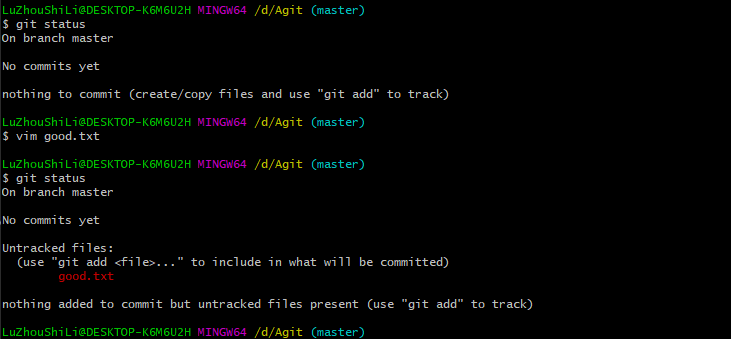 LuZhouShiLi@DESKTOP-K6M6U2H MINGW64 /d/Agit (master)
$ git status
On branch master
No commits yet
nothing to commit (create/copy files and use "git add" to track)
LuZhouShiLi@DESKTOP-K6M6U2H MINGW64 /d/Agit (master)
$ vim good.txt
LuZhouShiLi@DESKTOP-K6M6U2H MINGW64 /d/Agit (master)
$ git status
On branch master
No commits yet
Untracked files:
  (use "git add <file>..." to include in what will be committed)
        good.txt
nothing added to commit but untracked files present (use "git add" to track)
LuZhouShiLi@DESKTOP-K6M6U2H MINGW64 /d/Agit (master)